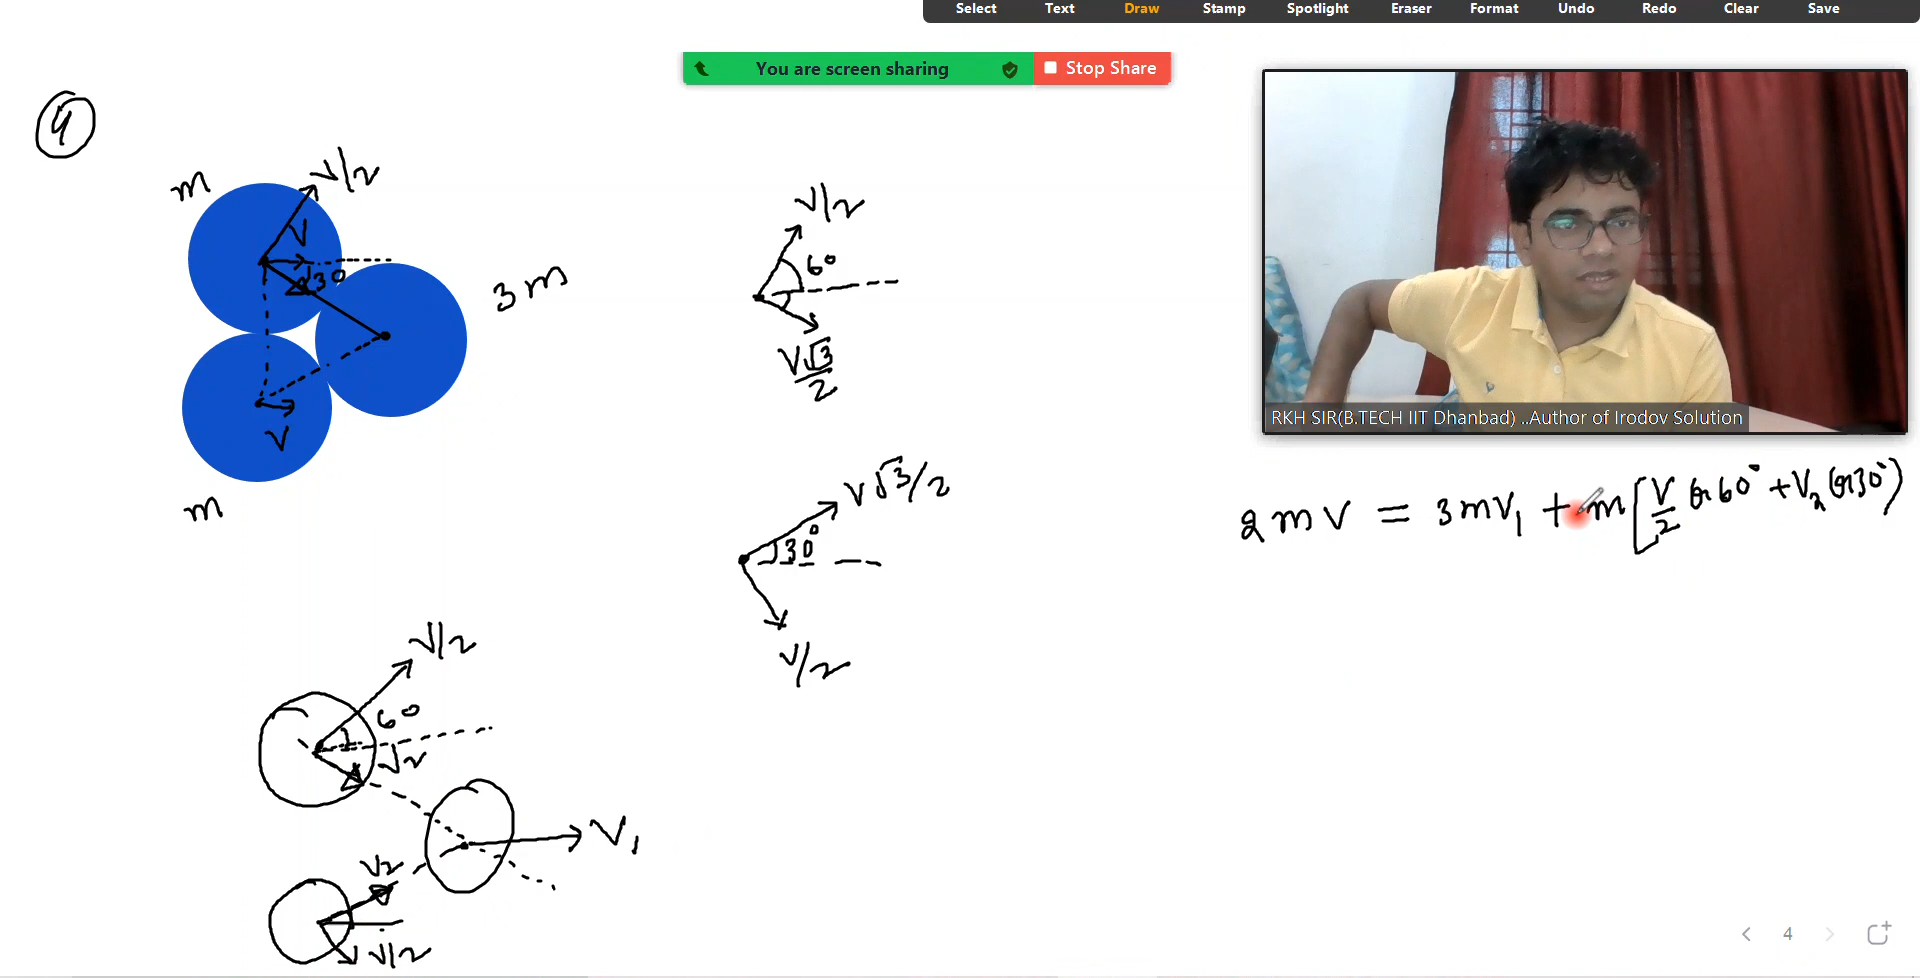 Select Text Draw Stamp Spotlight Eraser Format Undo Redo Clear Save
You are screen sharing
Stop Share
4
m
V/2
V
30
3m
V
m
V/2
60
V√3/2
V√3/2
30°
V/2
RKH SIR(B.TECH IIT Dhanbad) ..Author of Irodov Solution
2mV = 3mV₁ + m[V/2 cos60° + V₂ cos30°)
V/2
60
V₂
V₁
V₂
V/2
4